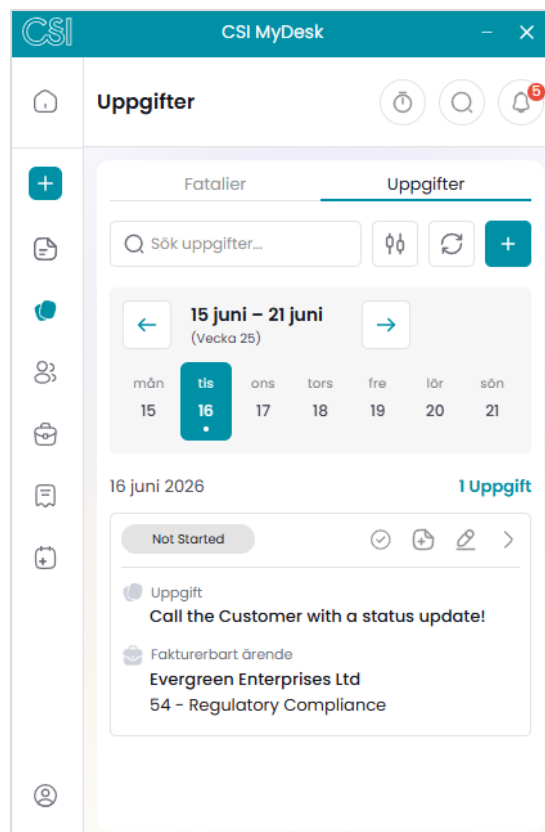 CSI
CSI MyDesk
Uppgifter
5
Fatalier
Uppgifter
Sök uppgifter...
15 juni – 21 juni
(Vecka 25)
mån tis ons tors fre lör sön
15 16 17 18 19 20 21
16 juni 2026 1 Uppgift
Not Started
Uppgift
Call the Customer with a status update!
Fakturerbart ärende
Evergreen Enterprises Ltd
54 - Regulatory Compliance